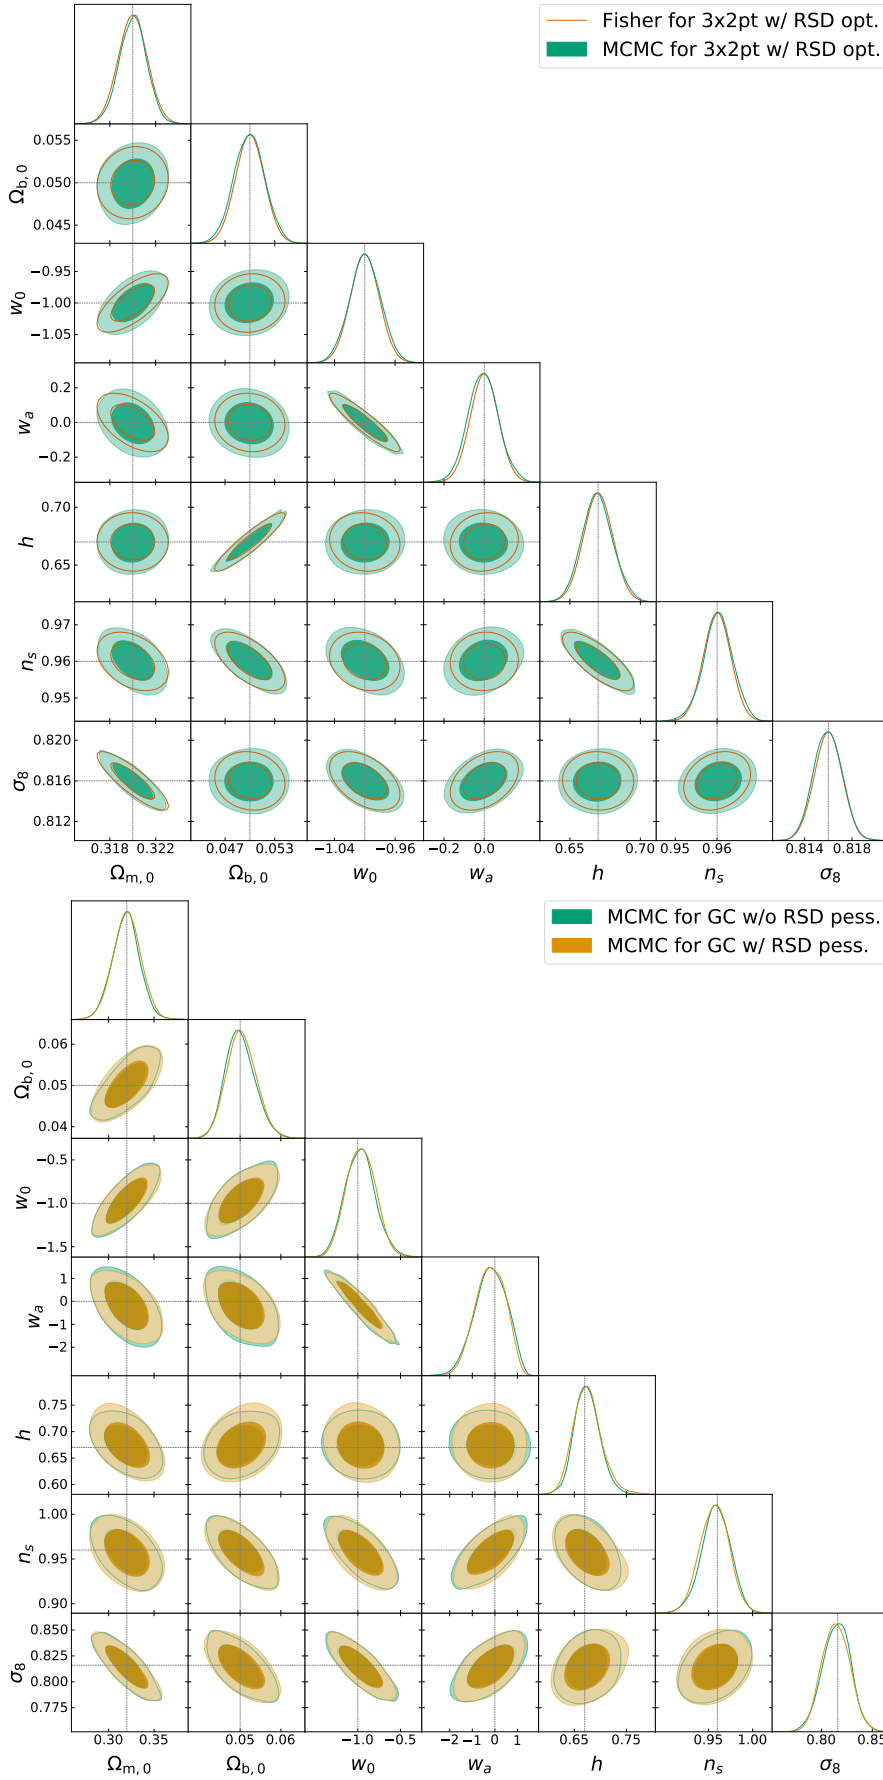 Fisher for 3x2pt w/ RSD opt.
MCMC for 3x2pt w/ RSD opt.
0.055
0.050
0.045
Ω_b,0
−0.95
−1.00
−1.05
w_0
0.2
0.0
−0.2
w_a
0.70
0.65
h
0.97
0.96
0.95
n_s
0.820
0.816
0.812
σ_8
0.318 0.322 0.047 0.053 −1.04 −0.96 −0.2 0.0 0.65 0.70 0.95 0.96 0.814 0.818
Ω_m,0 Ω_b,0 w_0 w_a h n_s σ_8
MCMC for GC w/o RSD pess.
MCMC for GC w/ RSD pess.
0.06
0.05
0.04
Ω_b,0
−0.5
−1.0
−1.5
w_0
1
0
−1
−2
w_a
0.75
0.70
0.65
0.60
h
1.00
0.95
0.90
n_s
0.850
0.825
0.800
0.775
σ_8
0.30 0.35 0.05 0.06 −1.0 −0.5 −2 −1 0 1 0.65 0.75 0.95 1.00 0.80 0.85
Ω_m,0 Ω_b,0 w_0 w_a h n_s σ_8